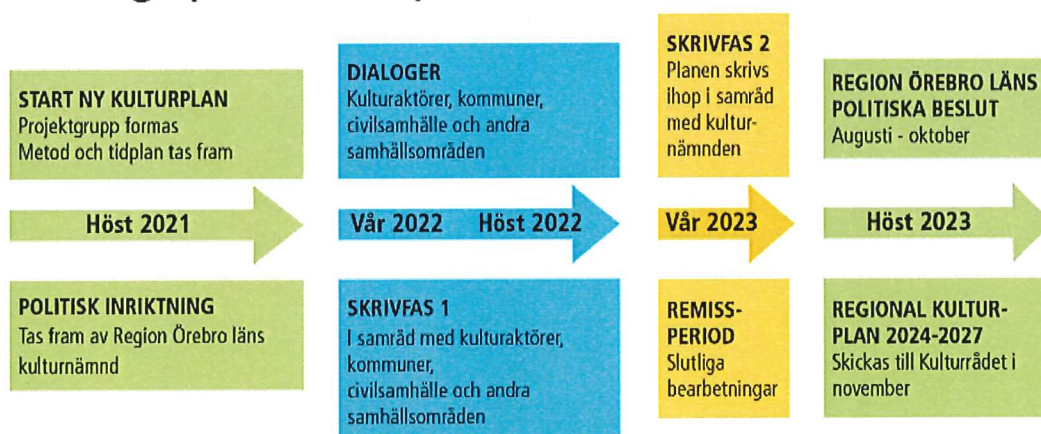 START NY KULTURPLAN
Projektgrupp formas
Metod och tidplan tas fram
Höst 2021
POLITISK INRIKTNING
Tas fram av Region Örebro läns
kulturnämnd
DIALOGER
Kulturaktörer, kommuner,
civilsamhälle och andra
samhällsområden
Vår 2022 Höst 2022
SKRIVFAS 1
I samråd med kulturaktörer,
kommuner,
civilsamhälle och andra
samhällsområden
SKRIVFAS 2
Planen skrivs
ihop i samråd
med kultur-
nämnden
Vår 2023
REMISS-
PERIOD
Slutliga
bearbetningar
REGION ÖREBRO LÄNS
POLITISKA BESLUT
Augusti - oktober
Höst 2023
REGIONAL KULTUR-
PLAN 2024-2027
Skickas till Kulturrådet i
november